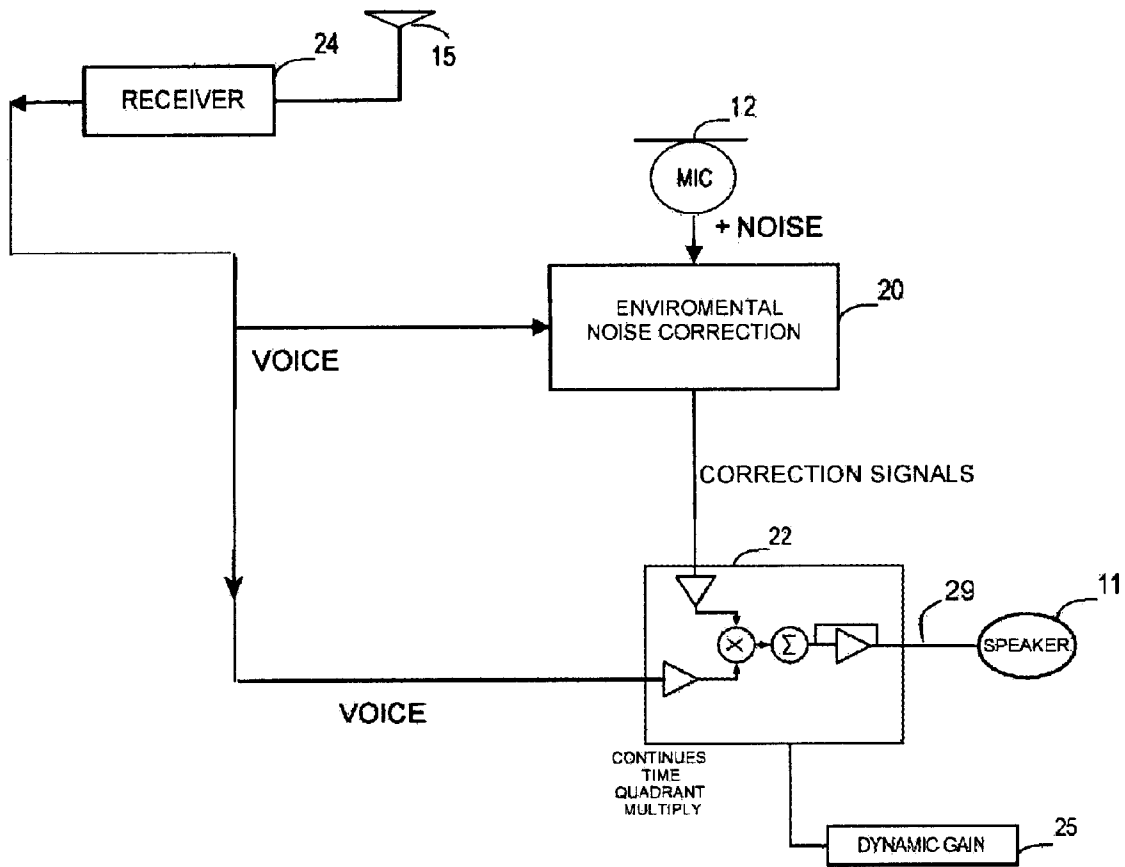 24
15
RECEIVER
12
MIC
+ NOISE
20
ENVIROMENTAL
NOISE CORRECTION
VOICE
CORRECTION SIGNALS
22
11
29
X
Σ
SPEAKER
VOICE
CONTINUES
TIME
QUADRANT
MULTIPLY
25
DYNAMIC GAIN